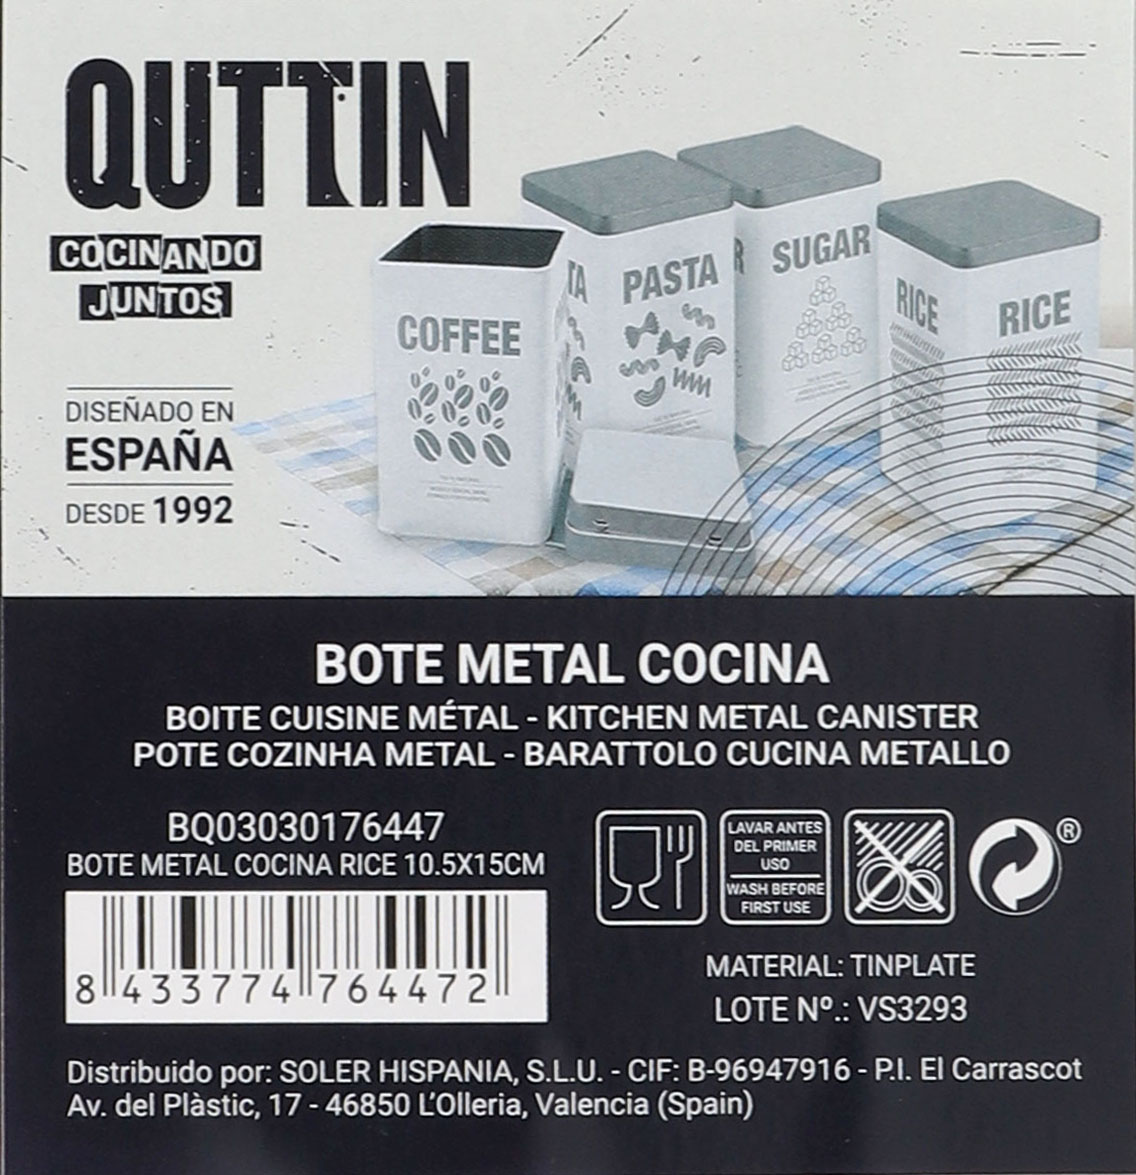 QUTTIN
COCINANDO
JUNTOS
DISEÑADO EN
ESPAÑA
DESDE 1992
COFFEE
TA
PASTA
R
SUGAR
RICE
RICE
BOTE METAL COCINA
BOITE CUISINE MÉTAL - KITCHEN METAL CANISTER
POTE COZINHA METAL - BARATTOLO CUCINA METALLO
BQ03030176447
BOTE METAL COCINA RICE 10.5X15CM
8 433774 764472
LAVAR ANTES
DEL PRIMER
USO
WASH BEFORE
FIRST USE
®
MATERIAL: TINPLATE
LOTE Nº.: VS3293
Distribuido por: SOLER HISPANIA, S.L.U. - CIF: B-96947916 - P.I. El Carrascot
Av. del Plàstic, 17 - 46850 L'Olleria, Valencia (Spain)